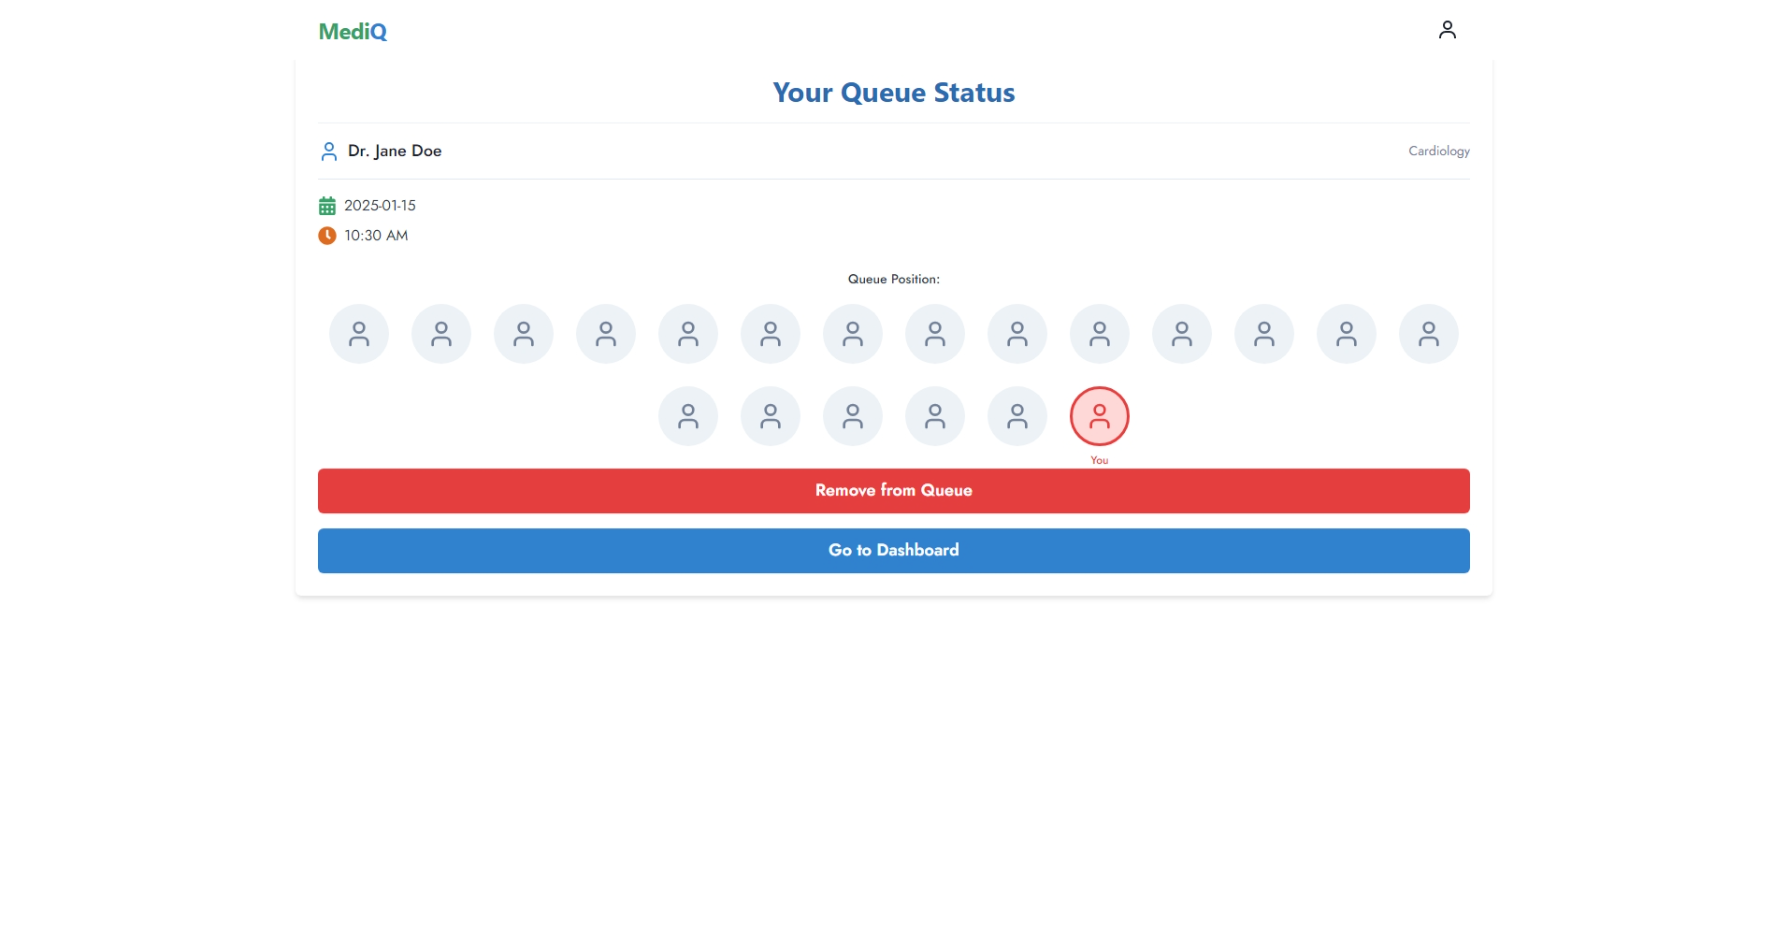 MediQ
Your Queue Status
Dr. Jane Doe
Cardiology
2025-01-15
10:30 AM
Queue Position:
You
Remove from Queue
Go to Dashboard